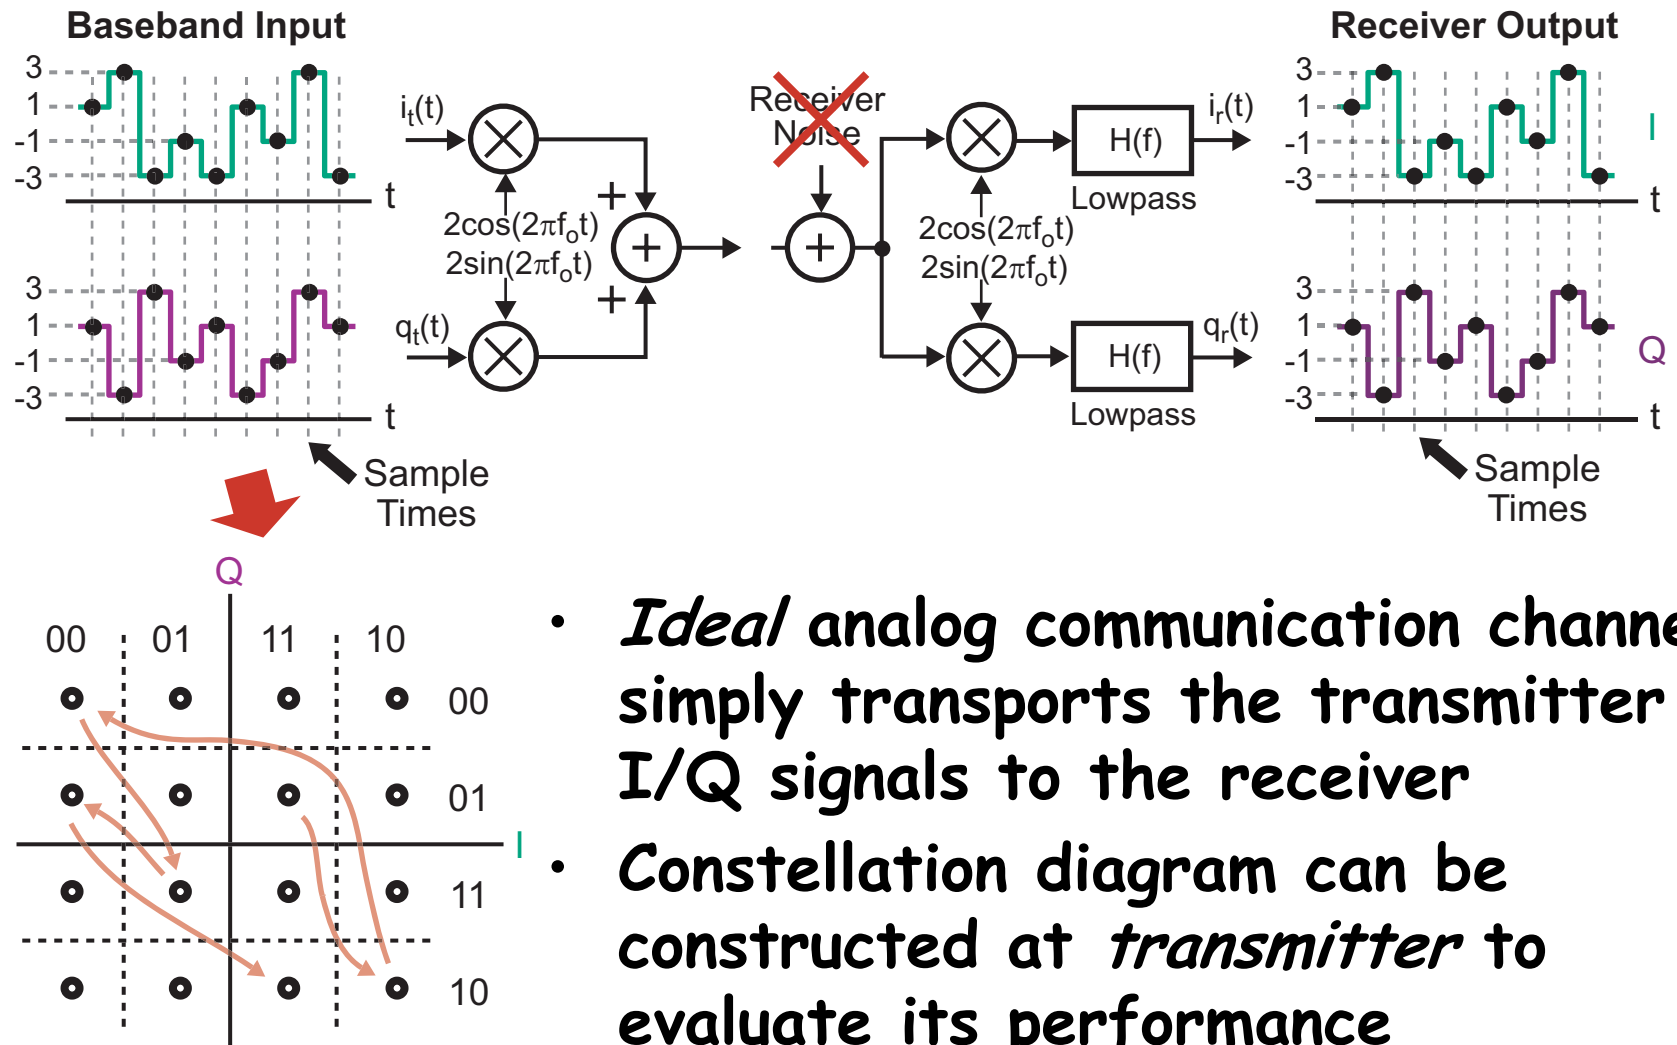 Baseband Input
Receiver Output
3
1
-1
-3
t
3
1
-1
-3
t
Sample
Times
i_t(t)
2cos(2πf_ot)
2sin(2πf_ot)
q_t(t)
+
+
+
Receiver
Noise
+
2cos(2πf_ot)
2sin(2πf_ot)
H(f)
Lowpass
H(f)
Lowpass
i_r(t)
q_r(t)
3
1
-1
-3
t
I
3
1
-1
-3
t
Q
Sample
Times
Q
00 01 11 10
00
01
I
11
10
• Ideal analog communication channe
simply transports the transmitter
I/Q signals to the receiver
• Constellation diagram can be
constructed at transmitter to
evaluate its performance